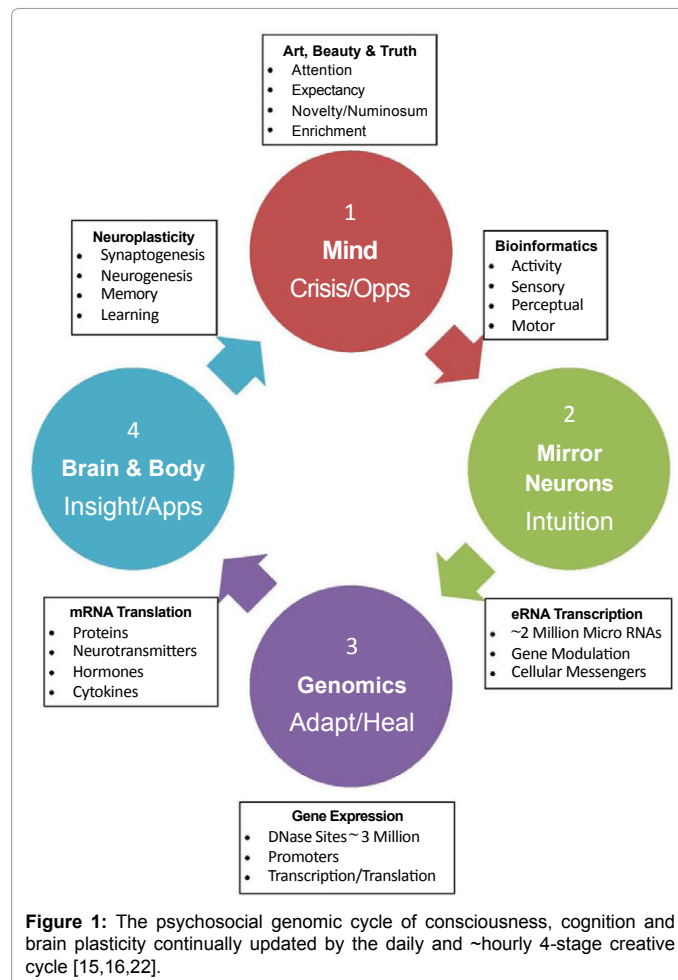 Art, Beauty & Truth
• Attention
• Expectancy
• Novelty/Numinosum
• Enrichment
1
Mind
Crisis/Opps
Neuroplasticity
• Synaptogenesis
• Neurogenesis
• Memory
• Learning
Bioinformatics
• Activity
• Sensory
• Perceptual
• Motor
4
Brain & Body
Insight/Apps
2
Mirror
Neurons
Intuition
mRNA Translation
• Proteins
• Neurotransmitters
• Hormones
• Cytokines
3
Genomics
Adapt/Heal
eRNA Transcription
• ~2 Million Micro RNAs
• Gene Modulation
• Cellular Messengers
Gene Expression
• DNase Sites ~ 3 Million
• Promoters
• Transcription/Translation
Figure 1: The psychosocial genomic cycle of consciousness, cognition and
brain plasticity continually updated by the daily and ~hourly 4-stage creative
cycle [15,16,22].